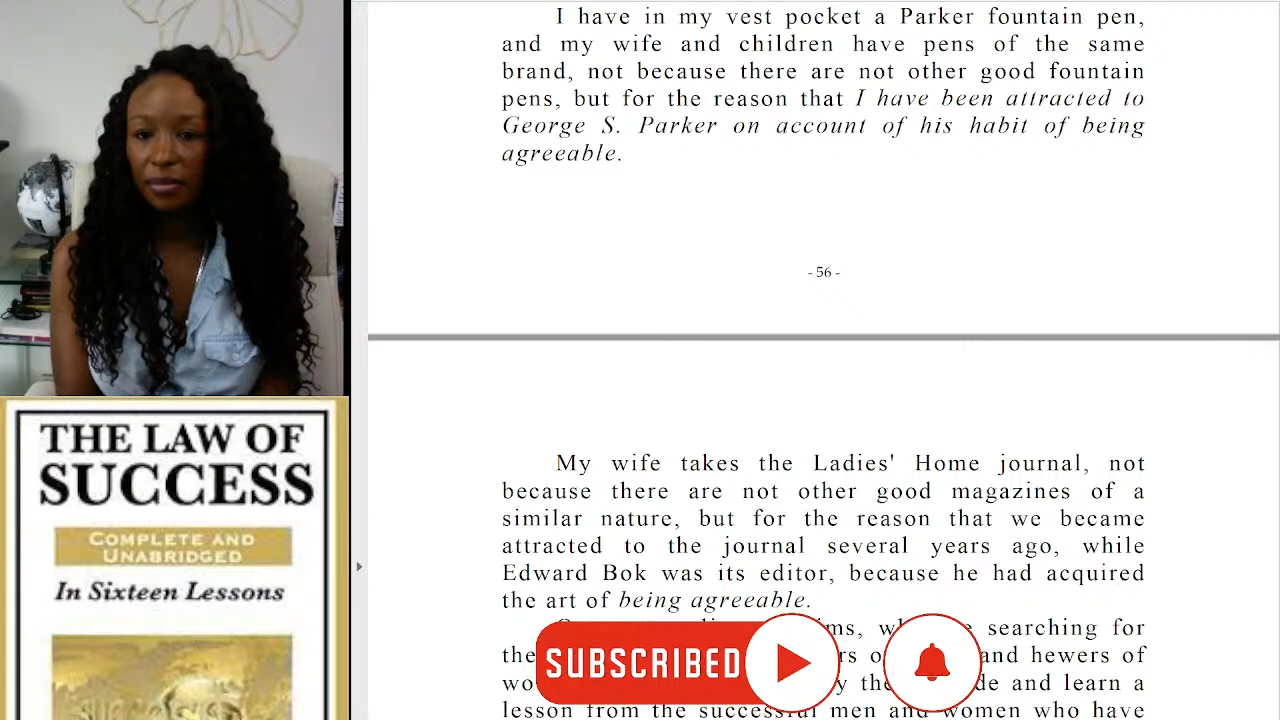 I have in my vest pocket a Parker fountain pen,
and my wife and children have pens of the same
brand, not because there are not other good fountain
pens, but for the reason that I have been attracted to
George S. Parker on account of his habit of being
agreeable.
- 56 -
My wife takes the Ladies' Home journal, not
because there are not other good magazines of a
similar nature, but for the reason that we became
attracted to the journal several years ago, while
Edward Bok was its editor, because he had acquired
the art of being agreeable.
searching for
the and hewers of
and learn a
lesson from the successful men and women who have
SUBSCRIBED
THE LAW OF
SUCCESS
COMPLETE AND
UNABRIDGED
In Sixteen Lessons